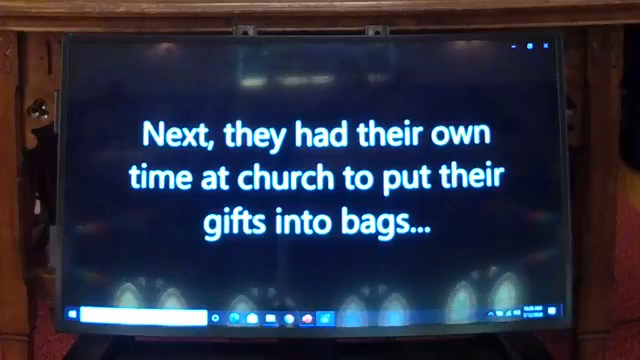 Next, they had their own
time at church to put their
gifts into bags...